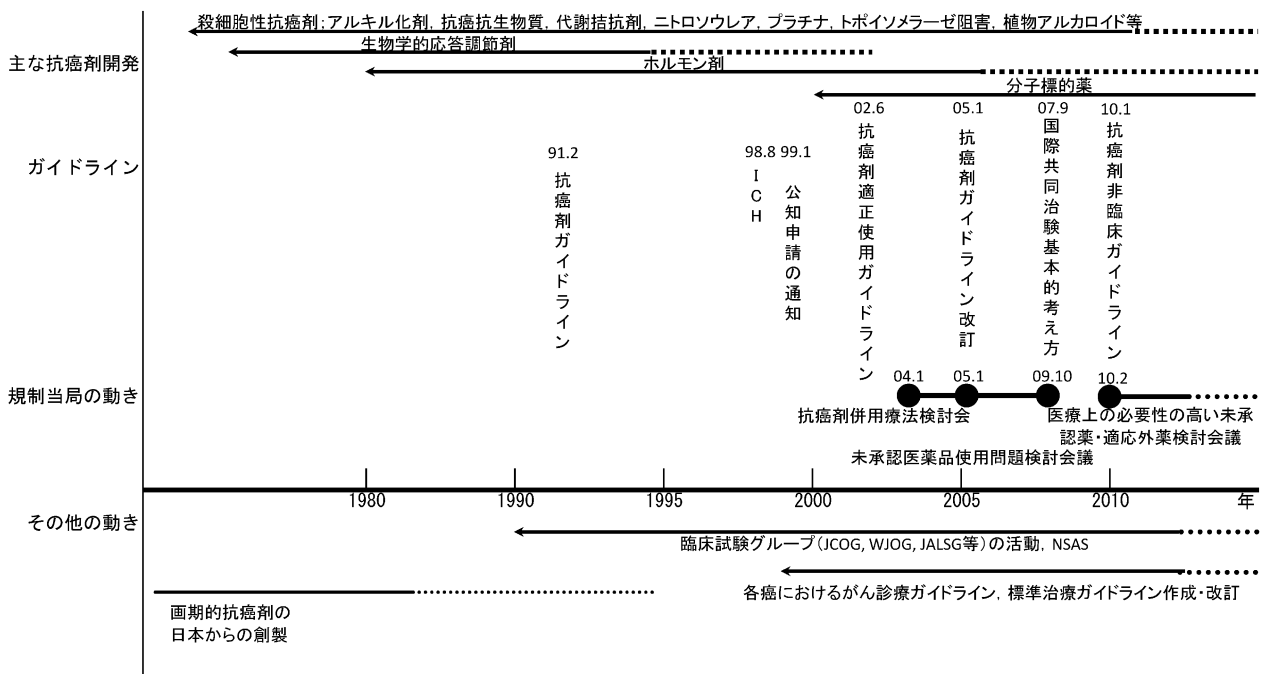 殺細胞性抗癌剤；アルキル化剤，抗癌抗生物質，代謝拮抗剤，ニトロソウレア，プラチナ，トポイソメラーゼ阻害，植物アルカロイド等
生物学的応答調節剤
主な抗癌剤開発
ホルモン剤
分子標的薬
ガイドライン
91.2
抗癌剤ガイドライン
98.8
ICH
99.1
公知申請の通知
02.6
抗癌剤適正使用ガイドライン
05.1
抗癌剤ガイドライン改訂
07.9
国際共同治験基本的考え方
10.1
抗癌剤非臨床ガイドライン
規制当局の動き
04.1
05.1
09.10
10.2
抗癌剤併用療法検討会
医療上の必要性の高い未承
認薬・適応外薬検討会議
未承認医薬品使用問題検討会議
1980
1990
1995
2000
2005
2010
年
その他の動き
臨床試験グループ（JCOG, WJOG, JALSG等）の活動，NSAS
各癌におけるがん診療ガイドライン，標準治療ガイドライン作成・改訂
画期的抗癌剤の
日本からの創製